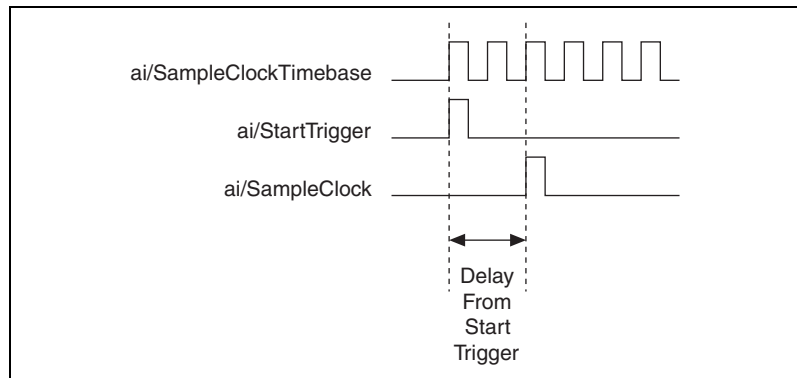 ai/SampleClockTimebase
ai/StartTrigger
ai/SampleClock
Delay
From
Start
Trigger